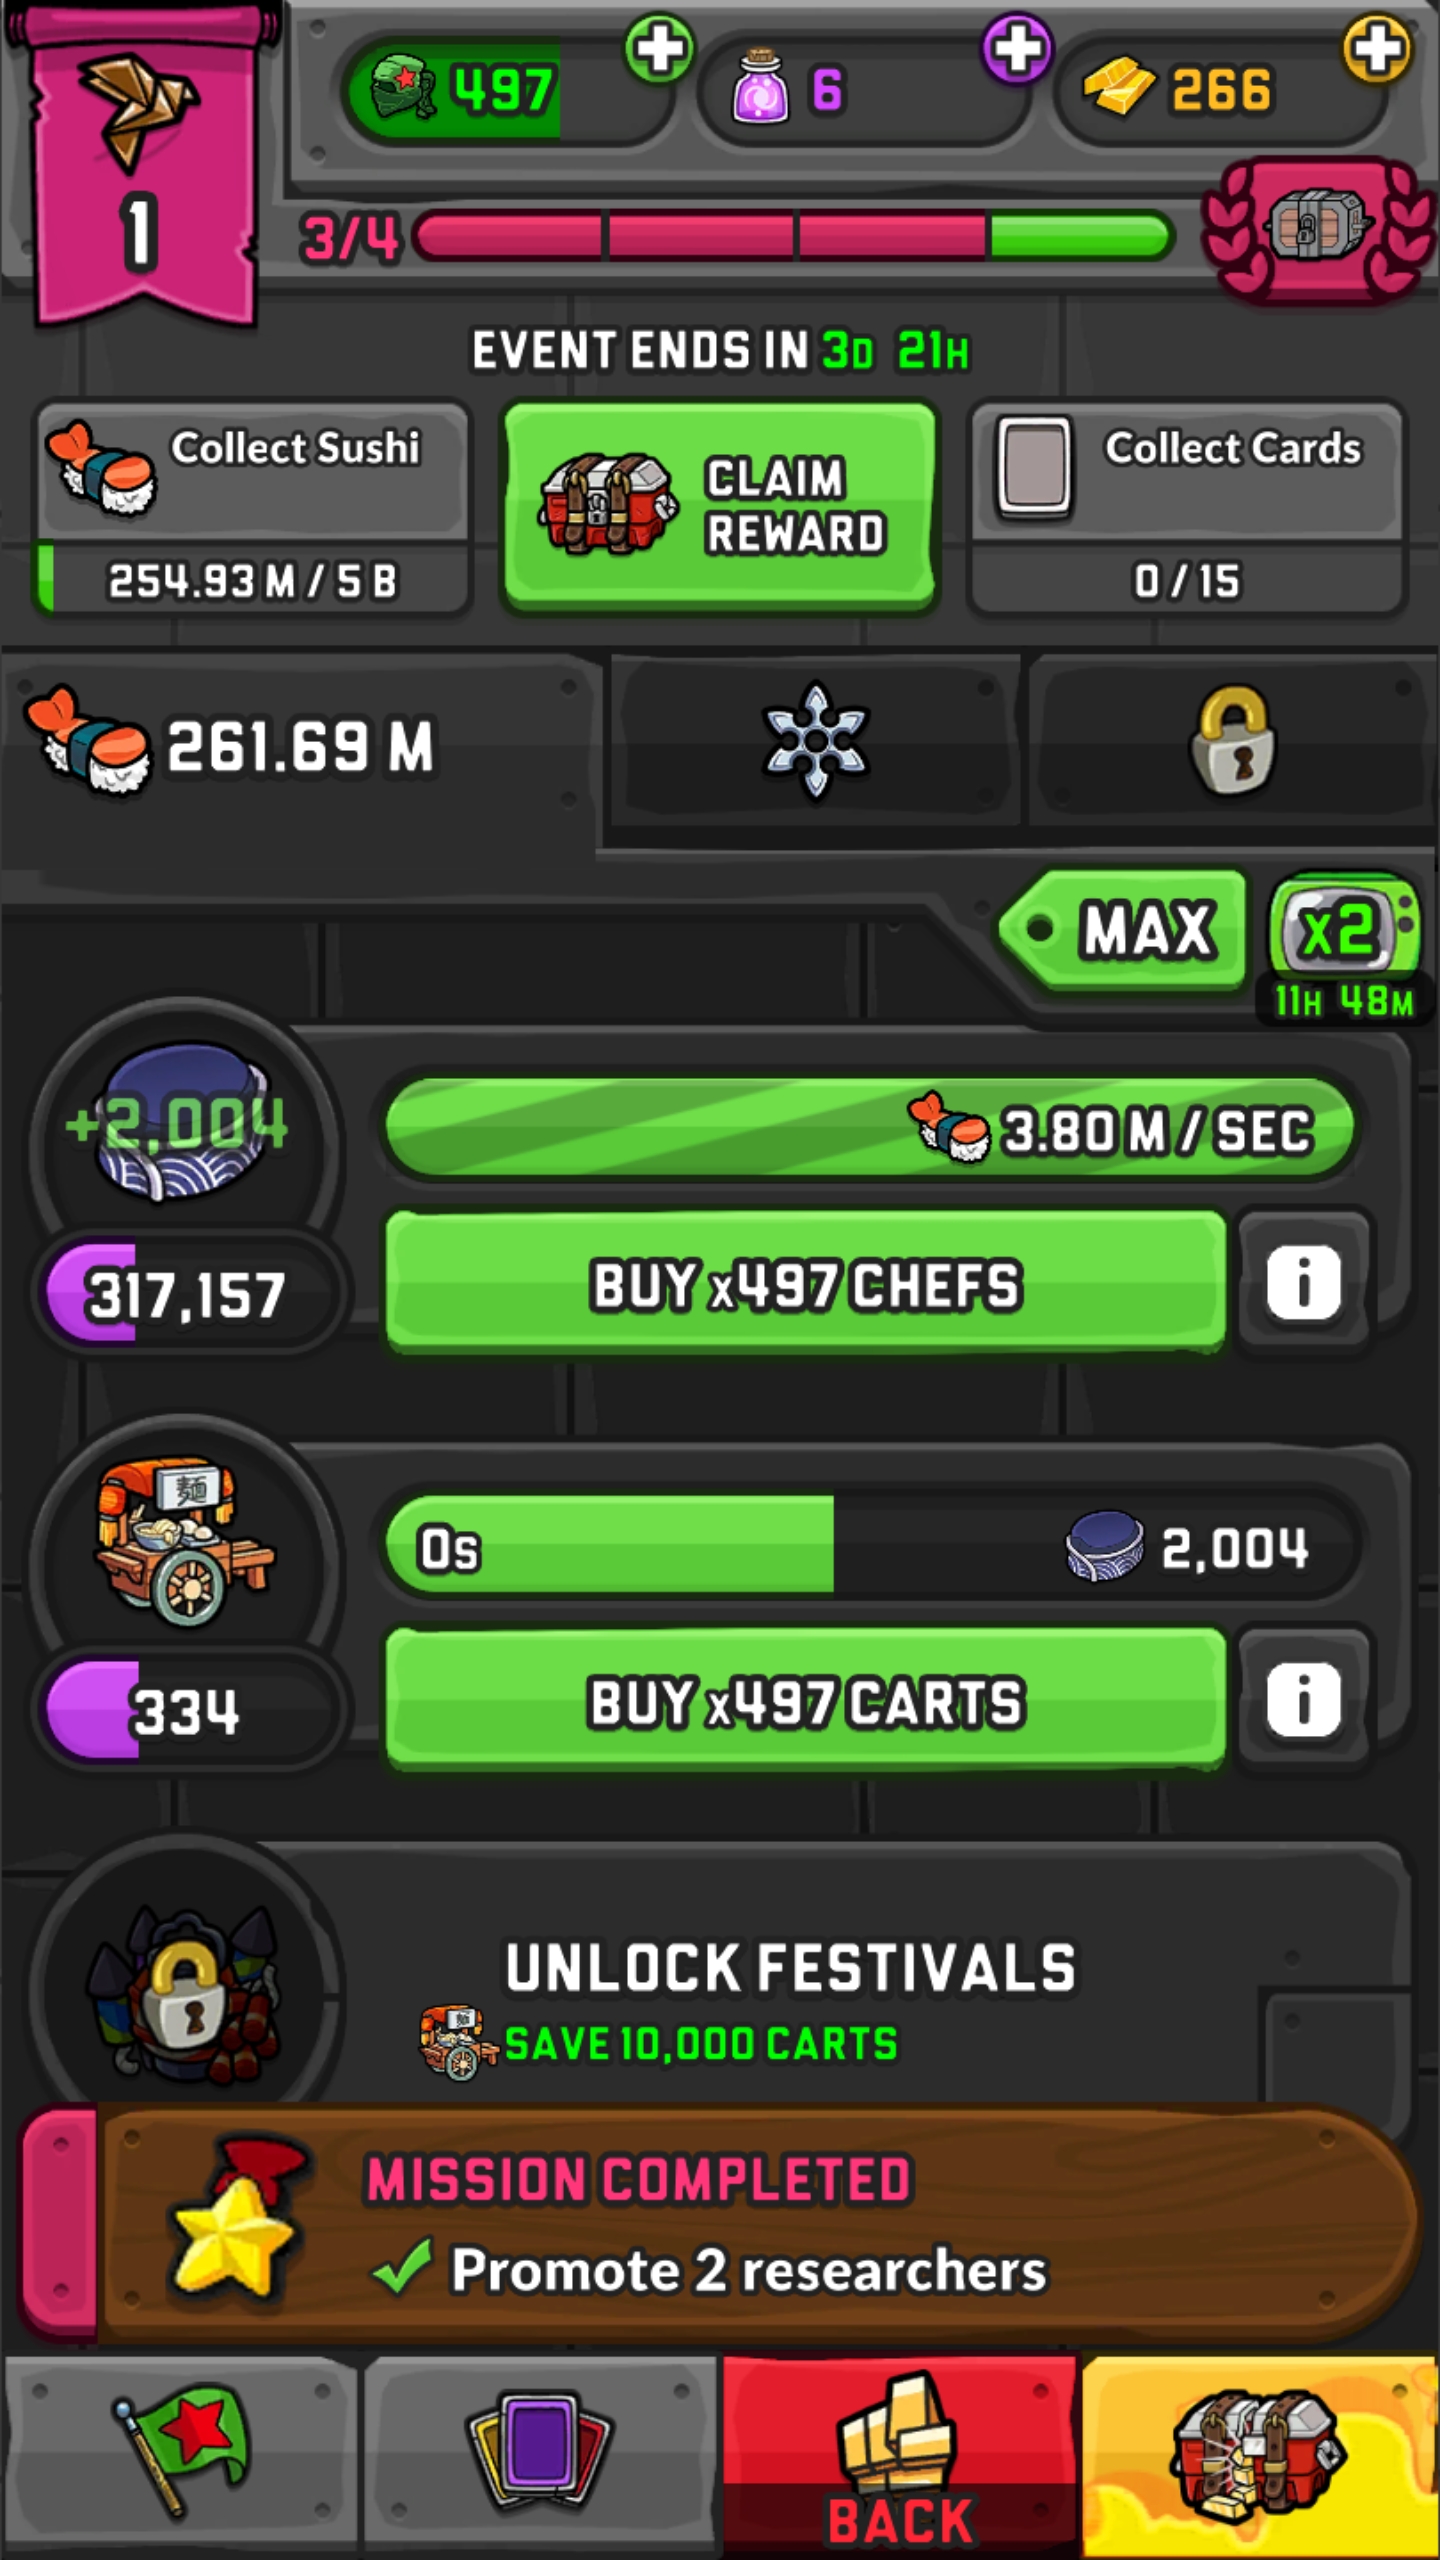 497
6
266
1
3/4
EVENT ENDS IN 3D 21H
Collect Sushi
254.93 M / 5 B
CLAIM
REWARD
Collect Cards
0 / 15
261.69 M
MAX
x2
11H 48M
+2,004
3.80 M / SEC
317,157
BUY x497 CHEFS
麺
0s
2,004
334
BUY x497 CARTS
UNLOCK FESTIVALS
SAVE 10,000 CARTS
MISSION COMPLETED
Promote 2 researchers
BACK